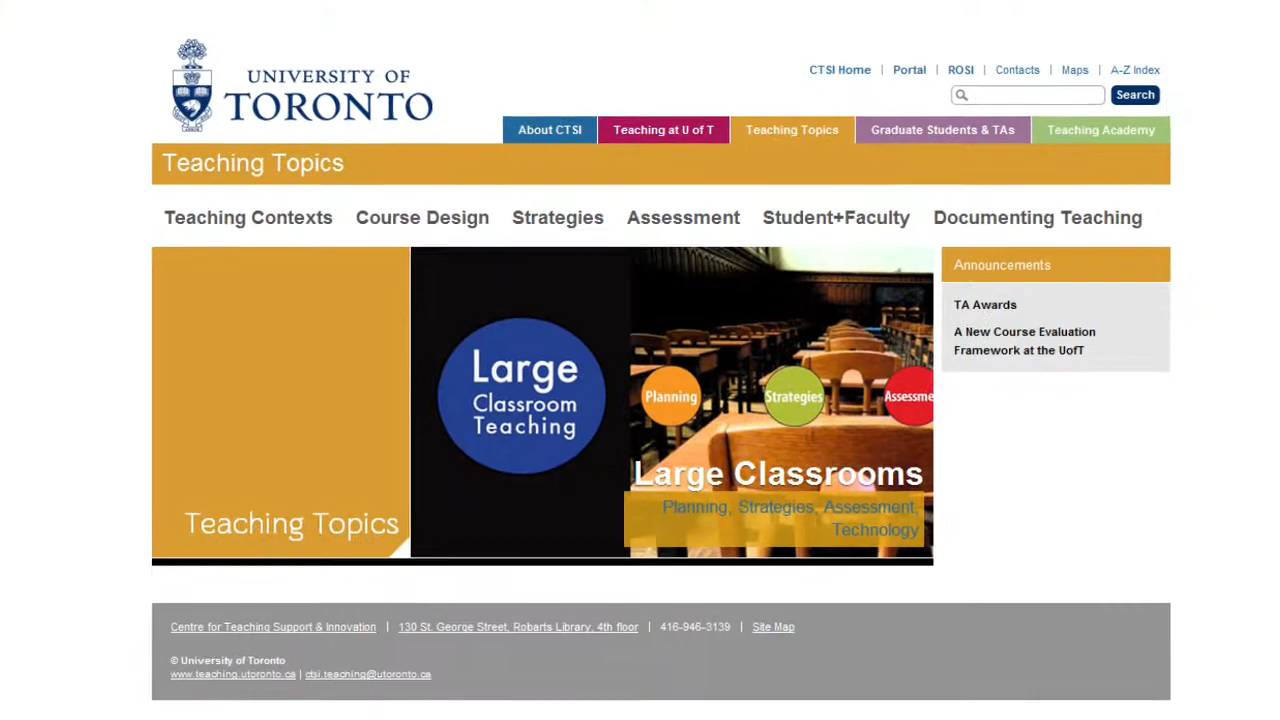 UNIVERSITY OF
TORONTO
CTSI Home | Portal | ROSI | Contacts | Maps | A-Z Index
Search
About CTSI
Teaching at U of T
Teaching Topics
Graduate Students & TAs
Teaching Academy
Teaching Topics
Teaching Contexts
Course Design
Strategies
Assessment
Student+Faculty
Documenting Teaching
Teaching Topics
Large
Classroom
Teaching
Planning
Strategies
Assessme
Large Classrooms
Planning, Strategies, Assessment,
Technology
Announcements
TA Awards
A New Course Evaluation
Framework at the UofT
Centre for Teaching Support & Innovation | 130 St. George Street, Robarts Library, 4th floor | 416-946-3139 | Site Map
© University of Toronto
www.teaching.utoronto.ca | ctsi.teaching@utoronto.ca